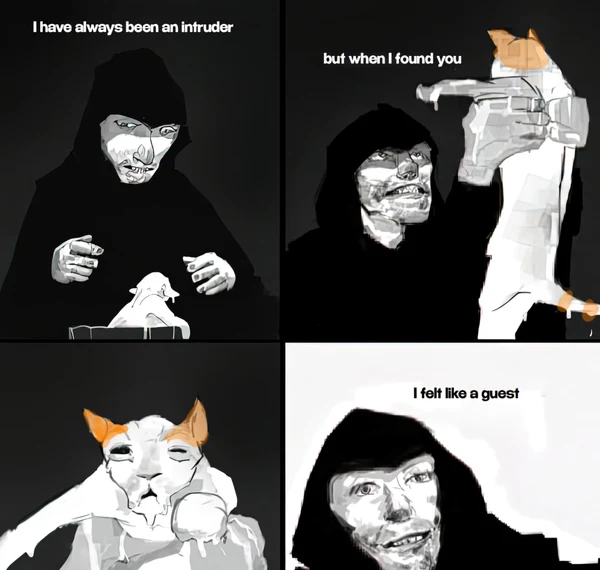 I have always been an intruder
but when I found you
I felt like a guest